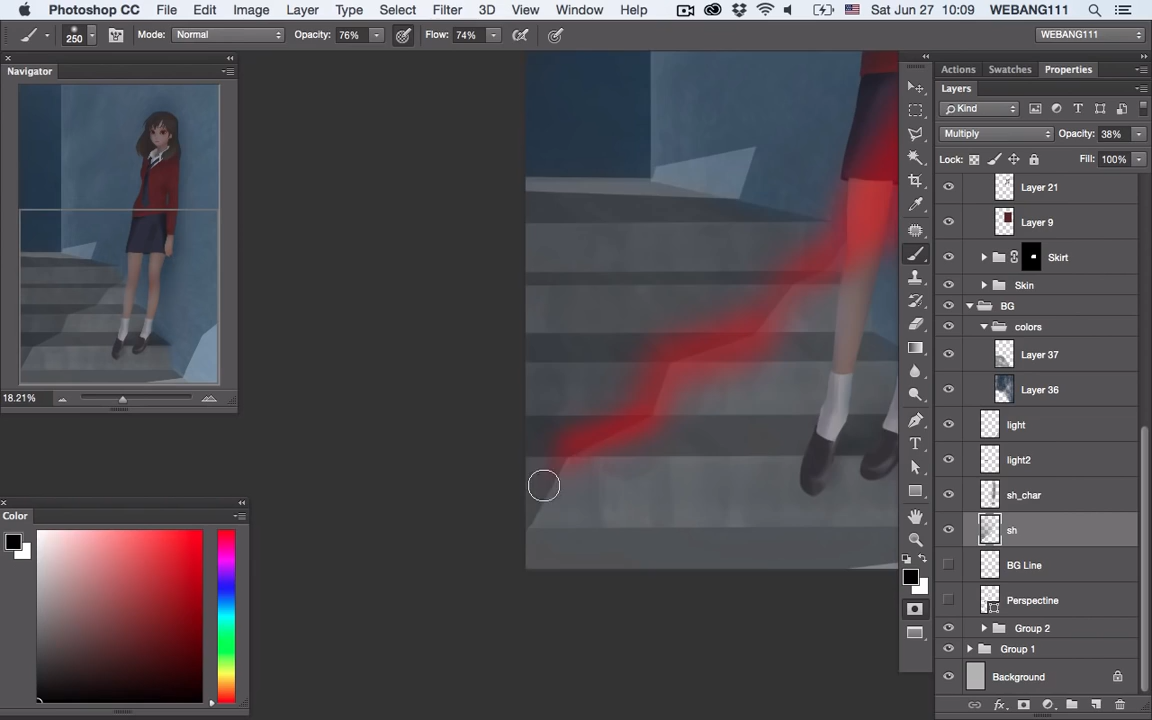 Photoshop CC File Edit Image Layer Type Select Filter 3D View Window Help Sat Jun 27 10:09 WEBANG111
250 Mode: Normal Opacity: 76% Flow: 74% WEBANG111
Navigator
18.21%
Color
Actions Swatches Properties
Layers
Kind T
Multiply Opacity: 38%
Lock: Fill: 100%
Layer 21
Layer 9
Skirt
Skin
BG
colors
Layer 37
Layer 36
light
light2
sh_char
sh
BG Line
Perspectine
Group 2
Group 1
Background
fx